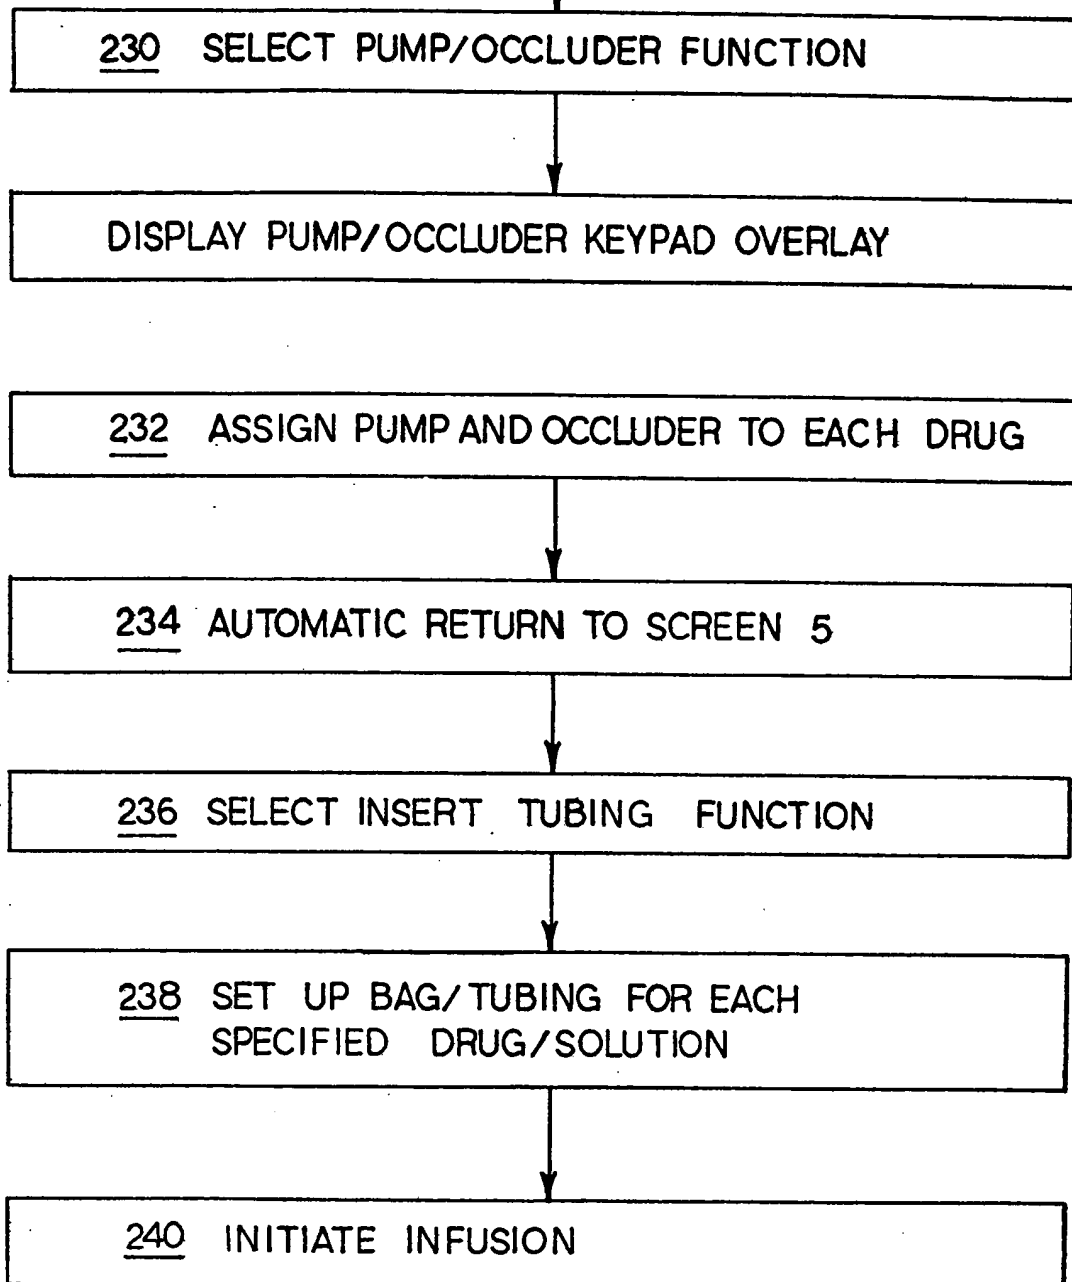 230 SELECT PUMP/OCCLUDER FUNCTION
DISPLAY PUMP/OCCLUDER KEYPAD OVERLAY
232 ASSIGN PUMP AND OCCLUDER TO EACH DRUG
234 AUTOMATIC RETURN TO SCREEN 5
236 SELECT INSERT TUBING FUNCTION
238 SET UP BAG/TUBING FOR EACH
SPECIFIED DRUG/SOLUTION
240 INITIATE INFUSION